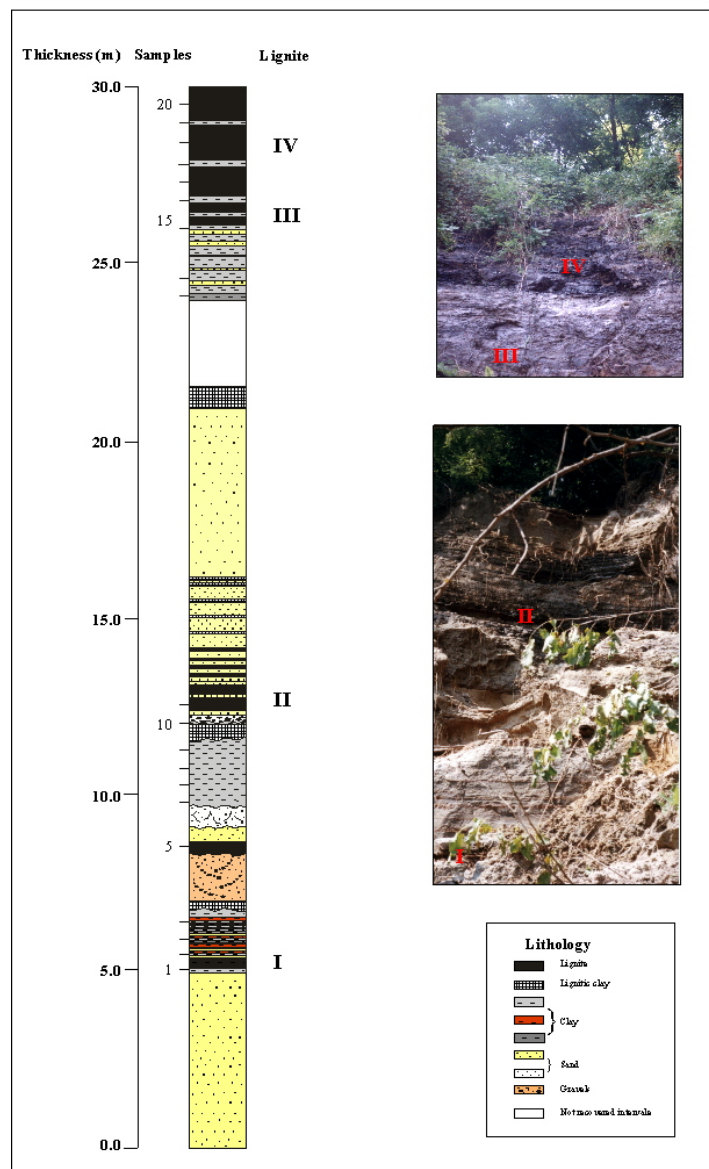 Thickness (m) Samples Lignite
30.0
20
IV
III
15
25.0
20.0
15.0
II
10
10.0
5
I
5.0
1
0.0
IV
III
II
I
Lithology
Lignite
Lignitic clay
Clay
Sand
Gravels
Not recovered intervals